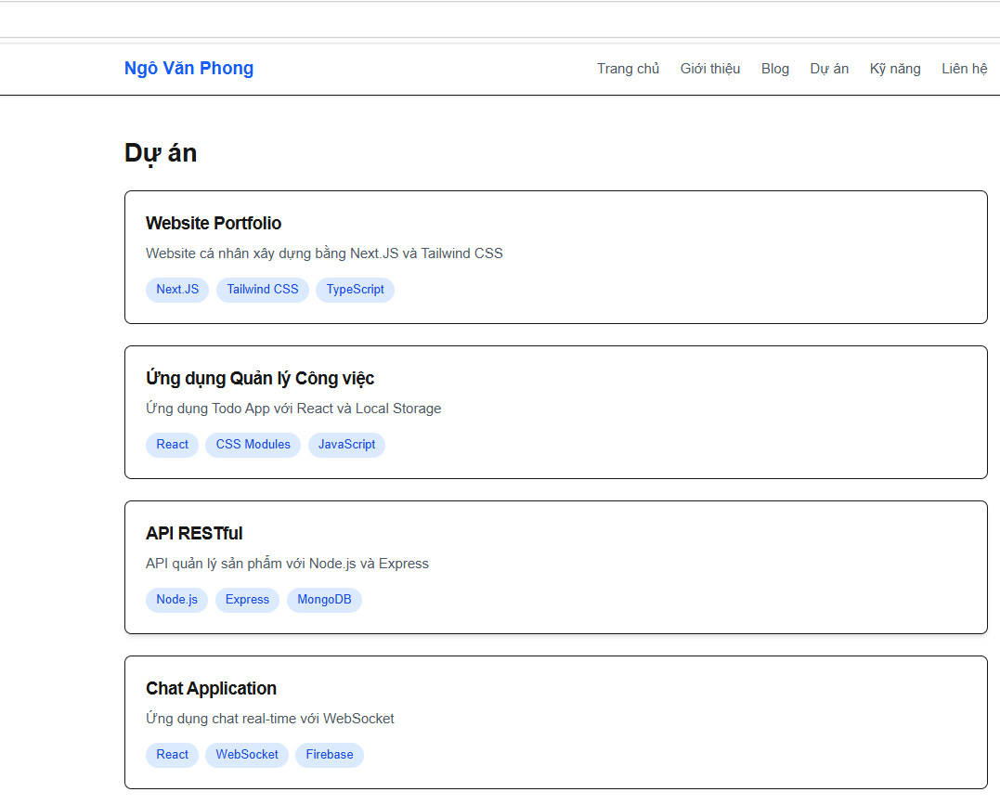 Ngô Văn Phong
Trang chủ Giới thiệu Blog Dự án Kỹ năng Liên hệ
Dự án
Website Portfolio
Website cá nhân xây dựng bằng Next.JS và Tailwind CSS
Next.JS Tailwind CSS TypeScript
Ứng dụng Quản lý Công việc
Ứng dụng Todo App với React và Local Storage
React CSS Modules JavaScript
API RESTful
API quản lý sản phẩm với Node.js và Express
Node.js Express MongoDB
Chat Application
Ứng dụng chat real-time với WebSocket
React WebSocket Firebase